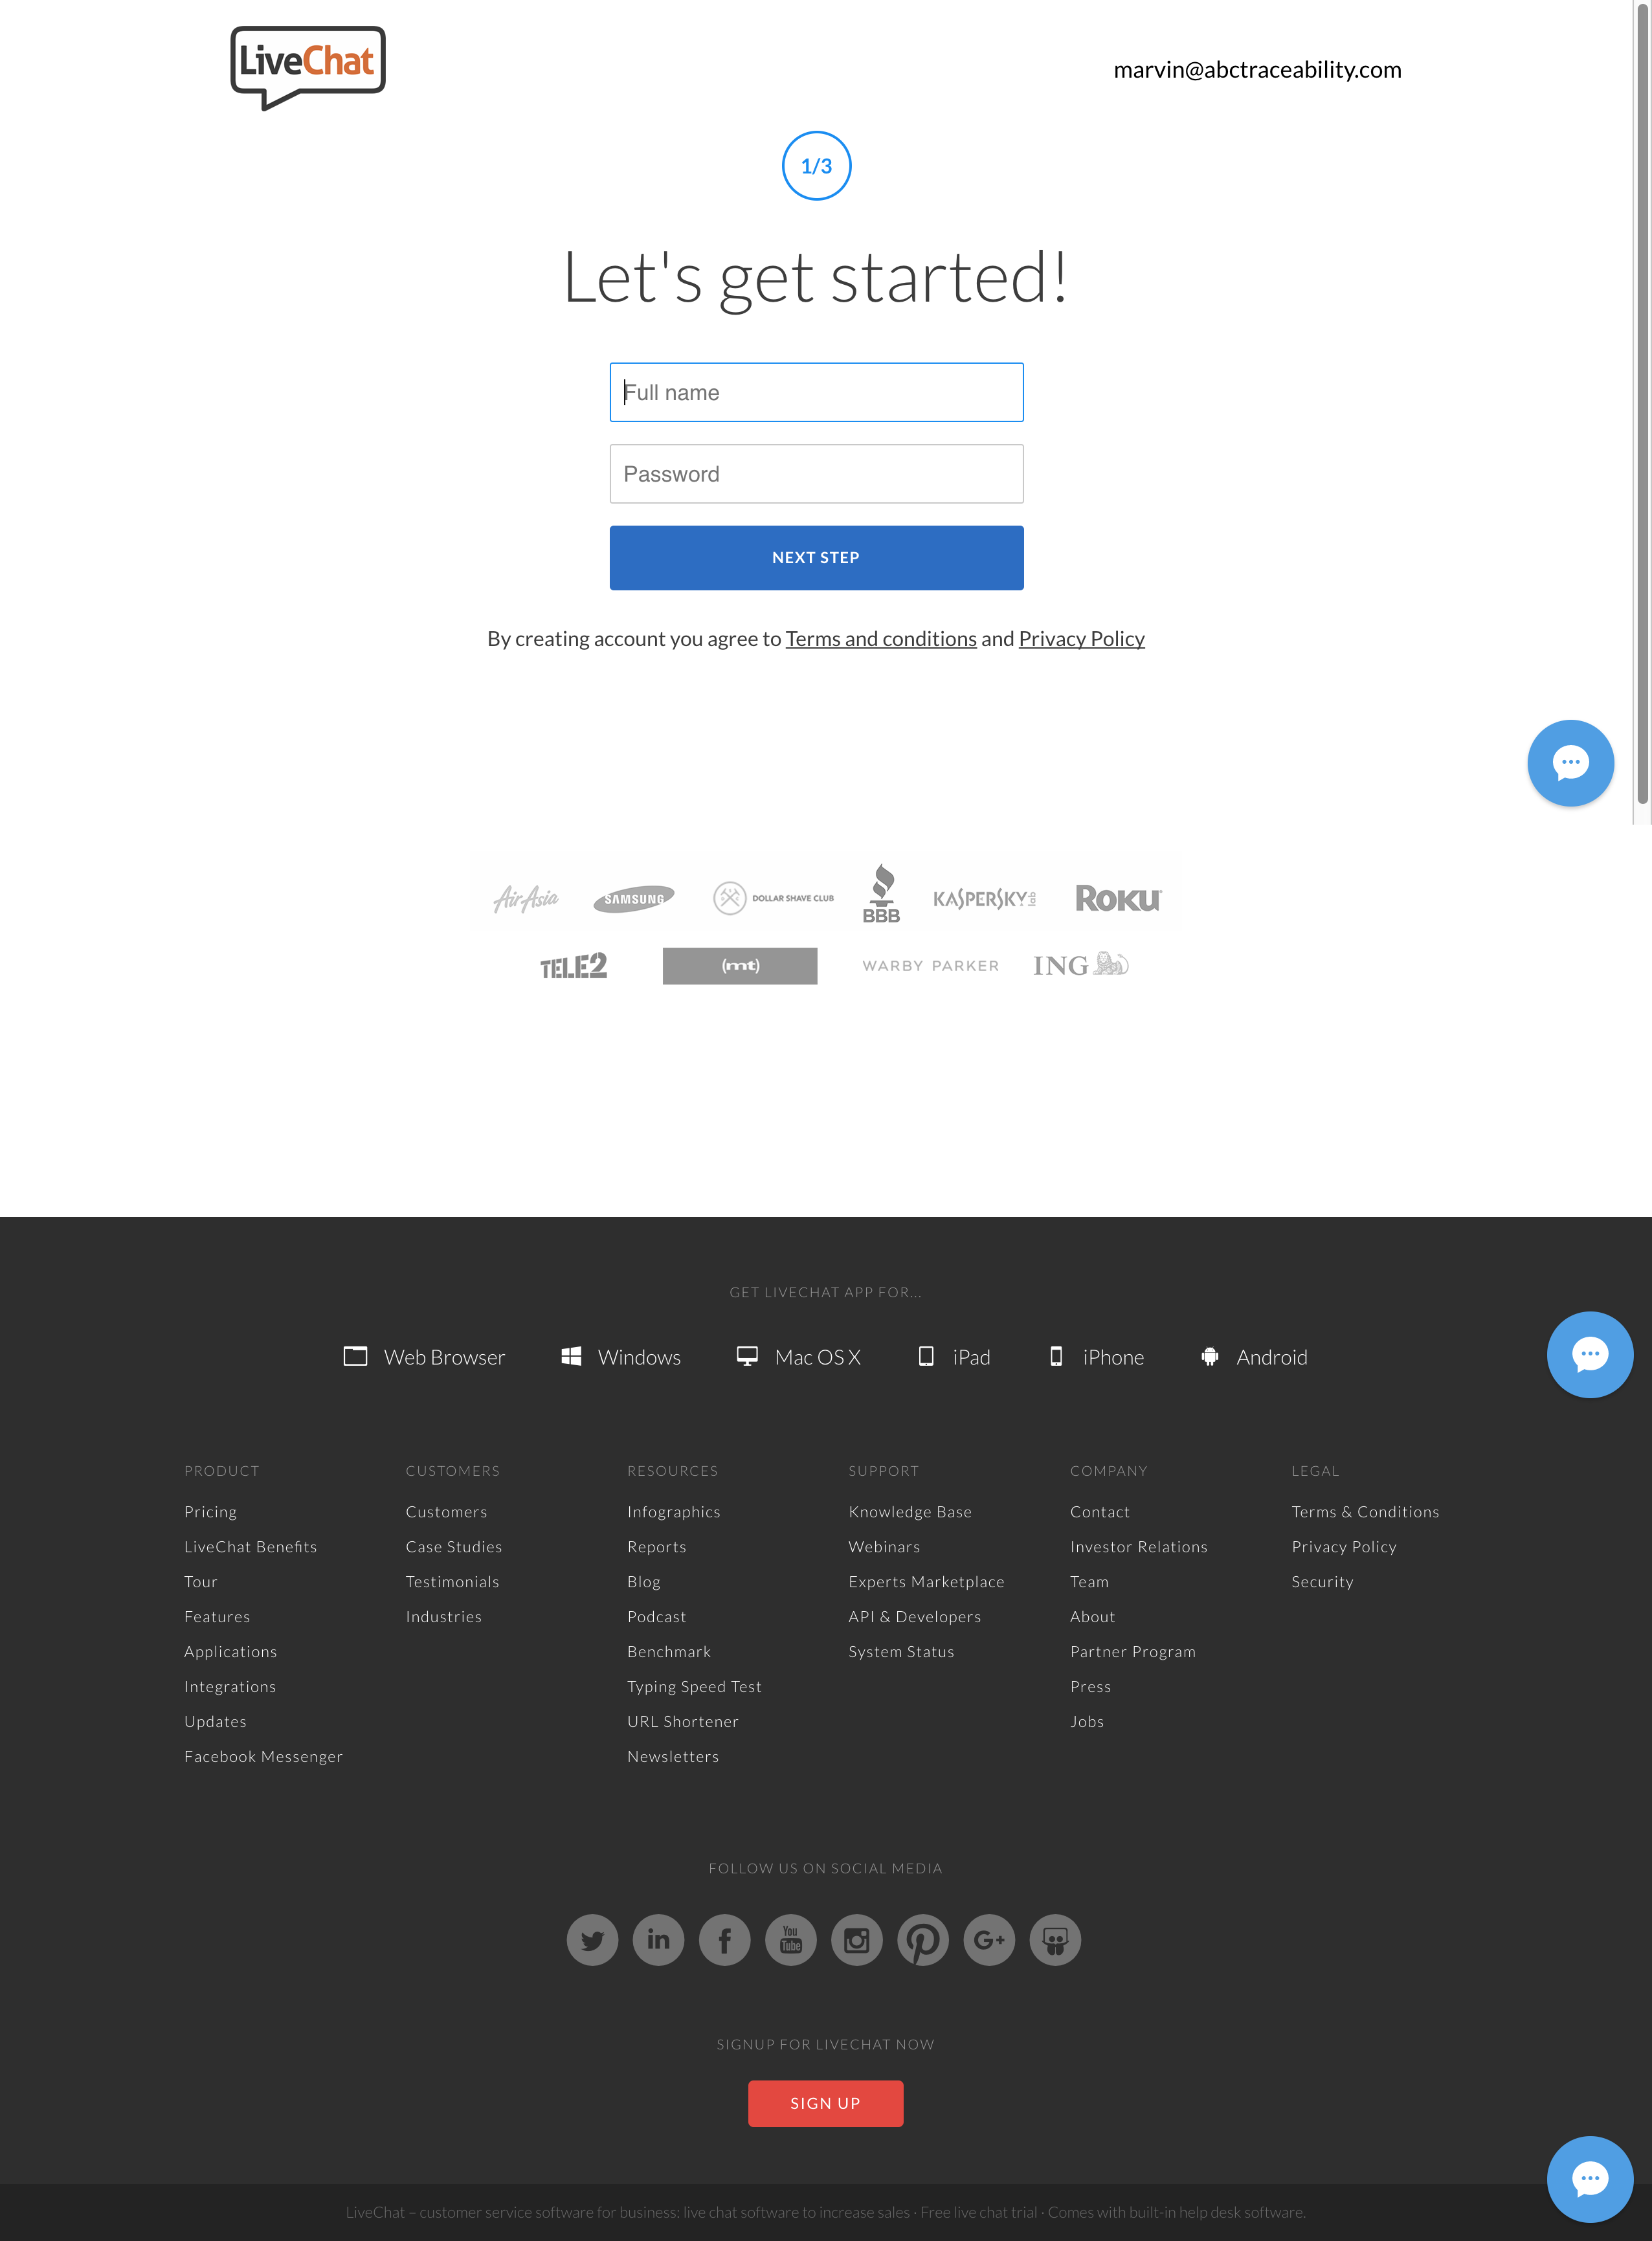 LiveChat
marvin@abctraceability.com
1/3
Let's get started!
Full name
Password
NEXT STEP
By creating account you agree to Terms and conditions and Privacy Policy
AirAsia SAMSUNG DOLLAR SHAVE CLUB BBB KASPERSKY lab ROKU
TELE2 (mt) WARBY PARKER ING
GET LIVECHAT APP FOR...
Web Browser Windows Mac OS X iPad iPhone Android
PRODUCT
Pricing
LiveChat Benefits
Tour
Features
Applications
Integrations
Updates
Facebook Messenger
CUSTOMERS
Customers
Case Studies
Testimonials
Industries
RESOURCES
Infographics
Reports
Blog
Podcast
Benchmark
Typing Speed Test
URL Shortener
Newsletters
SUPPORT
Knowledge Base
Webinars
Experts Marketplace
API & Developers
System Status
COMPANY
Contact
Investor Relations
Team
About
Partner Program
Press
Jobs
LEGAL
Terms & Conditions
Privacy Policy
Security
FOLLOW US ON SOCIAL MEDIA
in f You Tube G+
SIGNUP FOR LIVECHAT NOW
SIGN UP
LiveChat – customer service software for business: live chat software to increase sales · Free live chat trial · Comes with built-in help desk software.